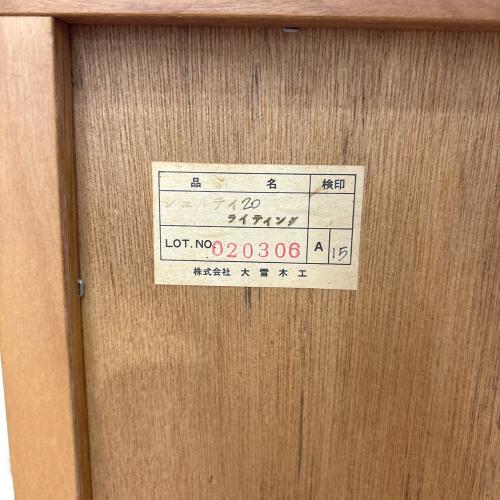 品 名 検印
シェルティ20
ライティング
LOT. NO. 020306 A 15
株式会社 大雪木工